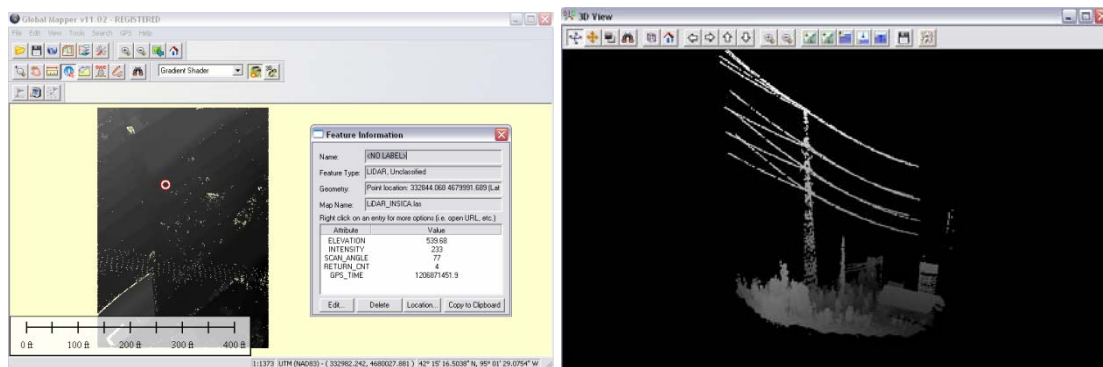 Global Mapper v11.02 - REGISTERED
File Edit View Tools Search GPS Help
Gradient Shader
Feature Information
Name: <NO LABEL>
Feature Type: LIDAR, Unclassified
Geometry: Point location: 332844.068 4679991.689 (Lat
Map Name: LiDAR_INSICA.las
Right click on an entry for more options (i.e. open URL, etc.)
Attribute Value
ELEVATION 539.68
INTENSITY 233
SCAN_ANGLE 77
RETURN_CNT 4
GPS_TIME 1206871451.9
Edit... Delete Location... Copy to Clipboard
0 ft 100 ft 200 ft 300 ft 400 ft
1:1373 UTM (NAD83) - ( 332982.242, 4680027.881 ) 42° 15' 16.5038" N, 95° 01' 29.0754" W
3D View